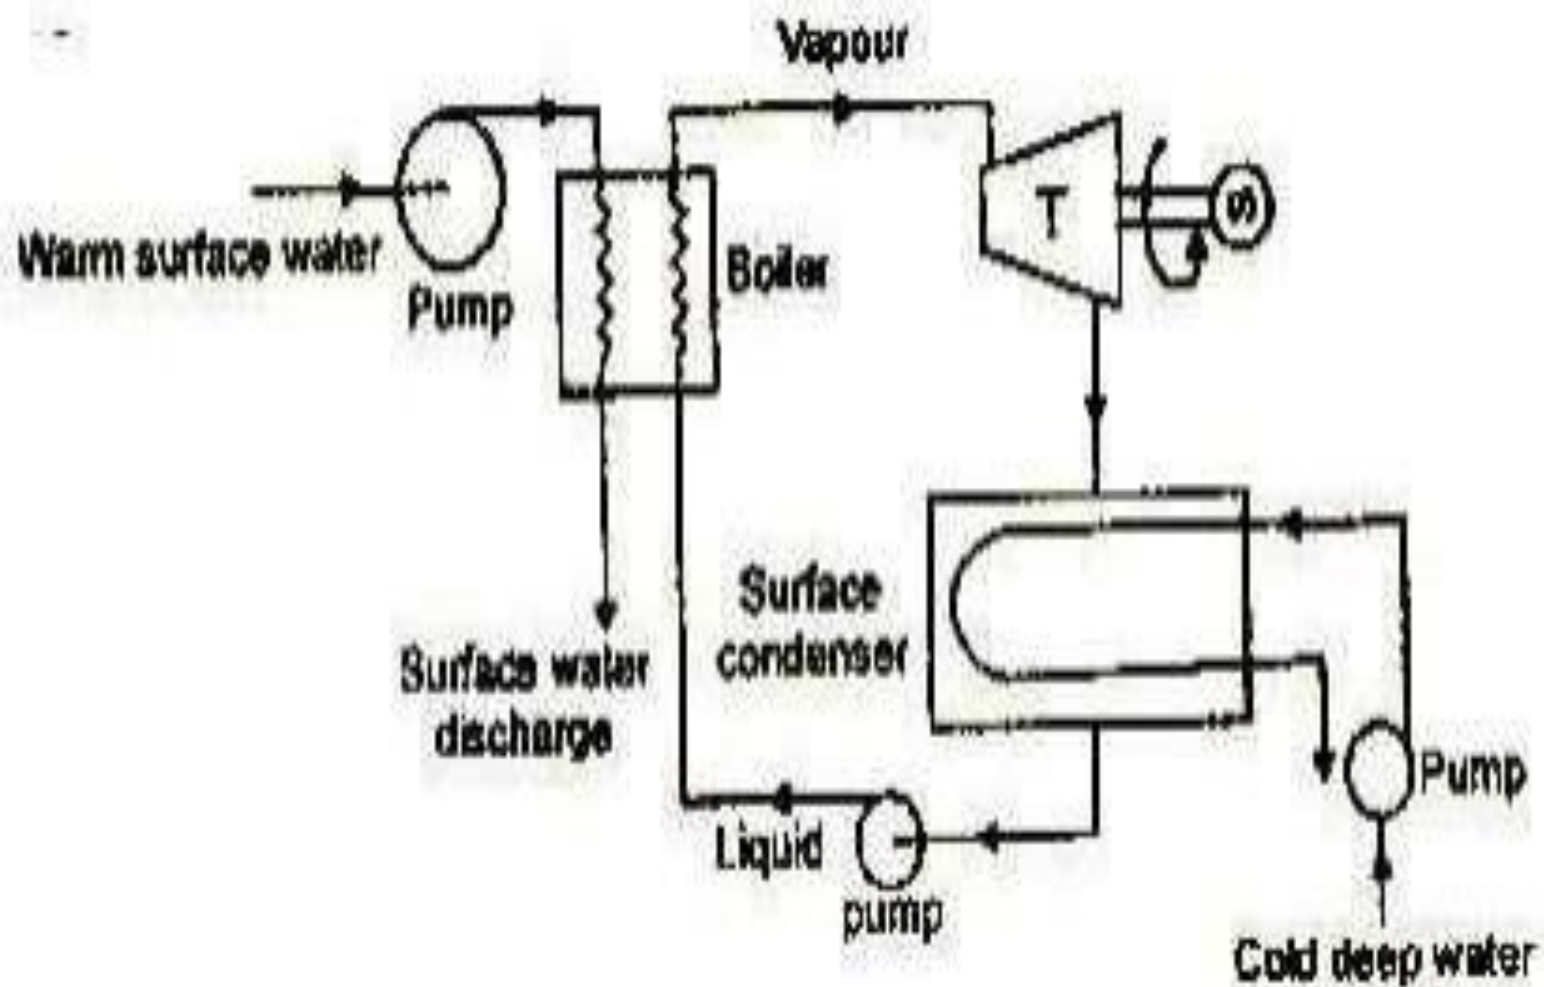 Vapour
Warm surface water
Pump
Boiler
T
S
Surface water
discharge
Surface
condenser
Liquid
pump
Pump
Cold deep water